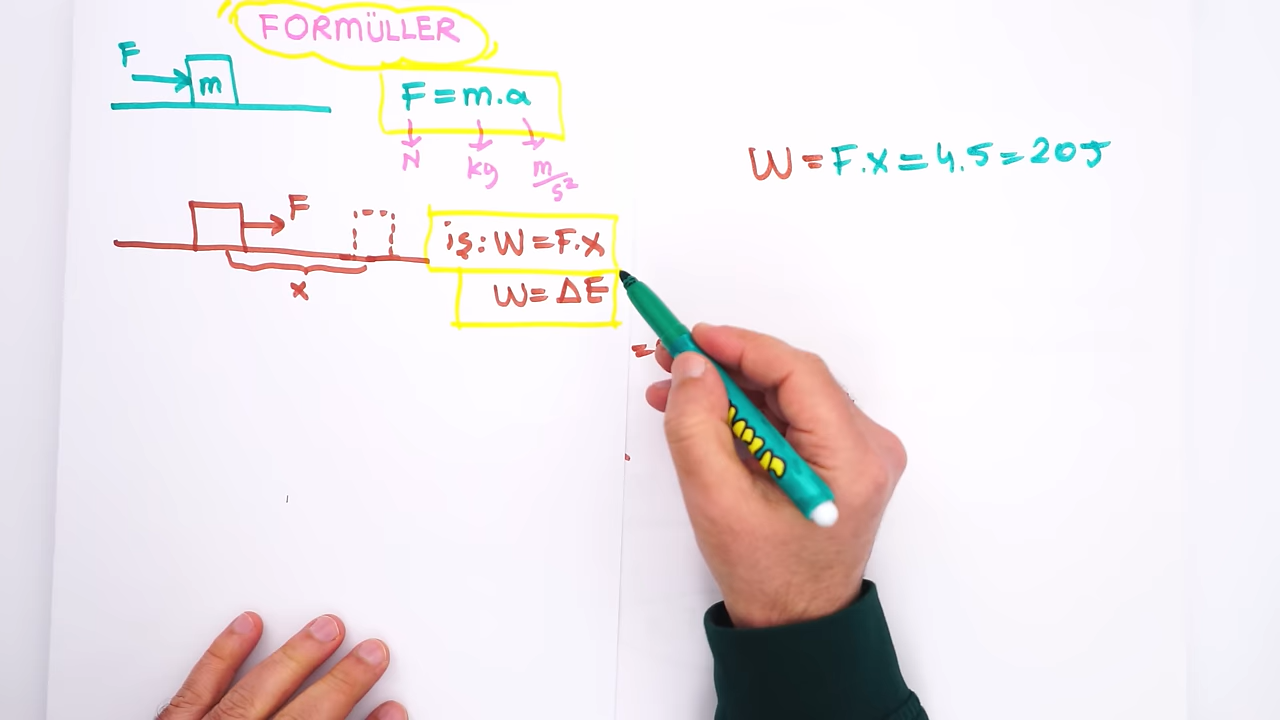 FORMÜLLER
F
m
F = m.a
N kg m/s²
F
x
iş: W = F.x
W = ΔE
W = F.x = 4.5 = 20J